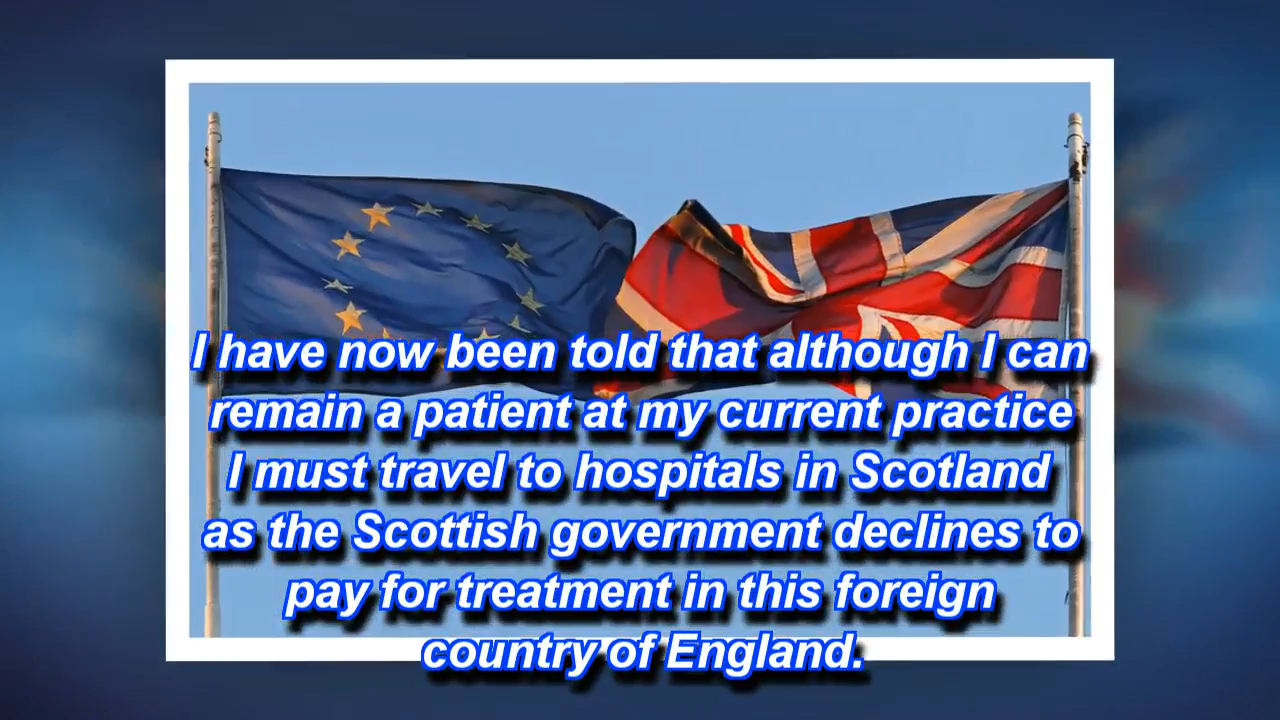 I have now been told that although I can
remain a patient at my current practice
I must travel to hospitals in Scotland
as the Scottish government declines to
pay for treatment in this foreign
country of England.